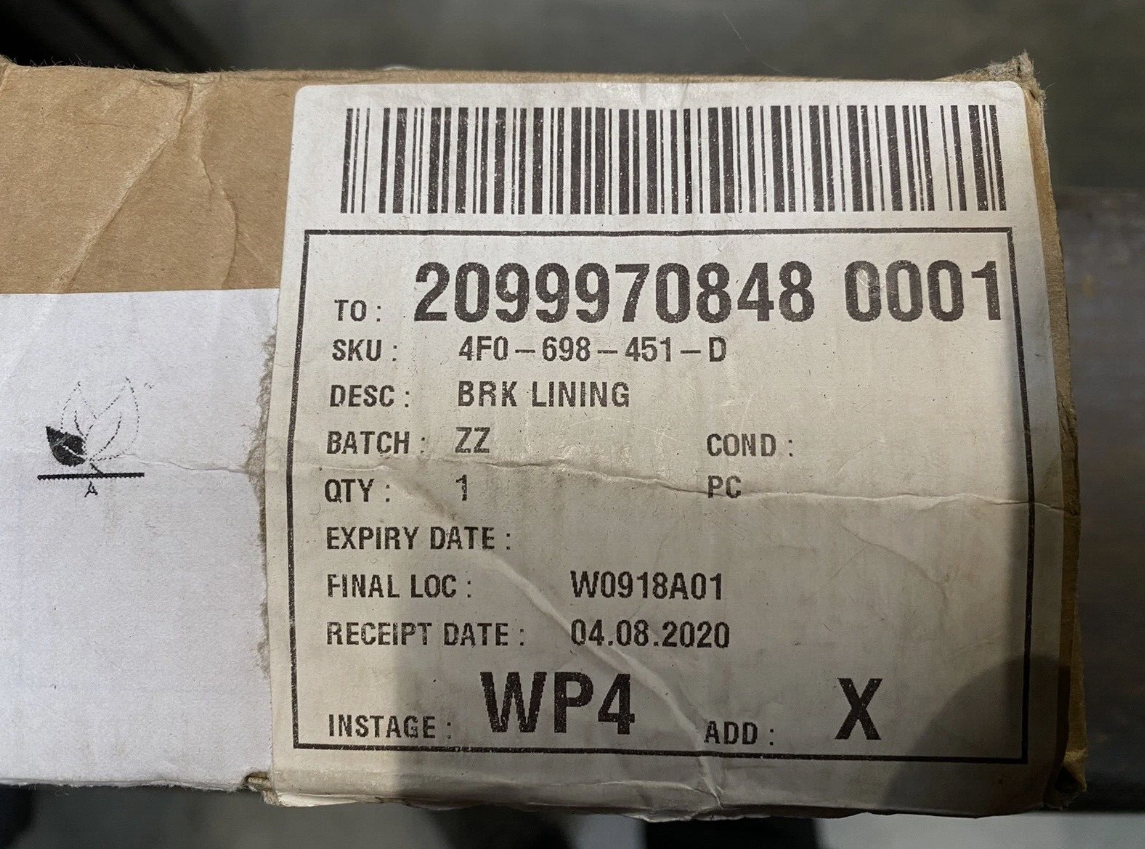 TO : 2099970848 0001
SKU : 4F0-698-451-D
DESC : BRK LINING
BATCH : ZZ COND :
QTY : 1 PC
EXPIRY DATE :
FINAL LOC : W0918A01
RECEIPT DATE : 04.08.2020
INSTAGE : WP4 ADD : X
A